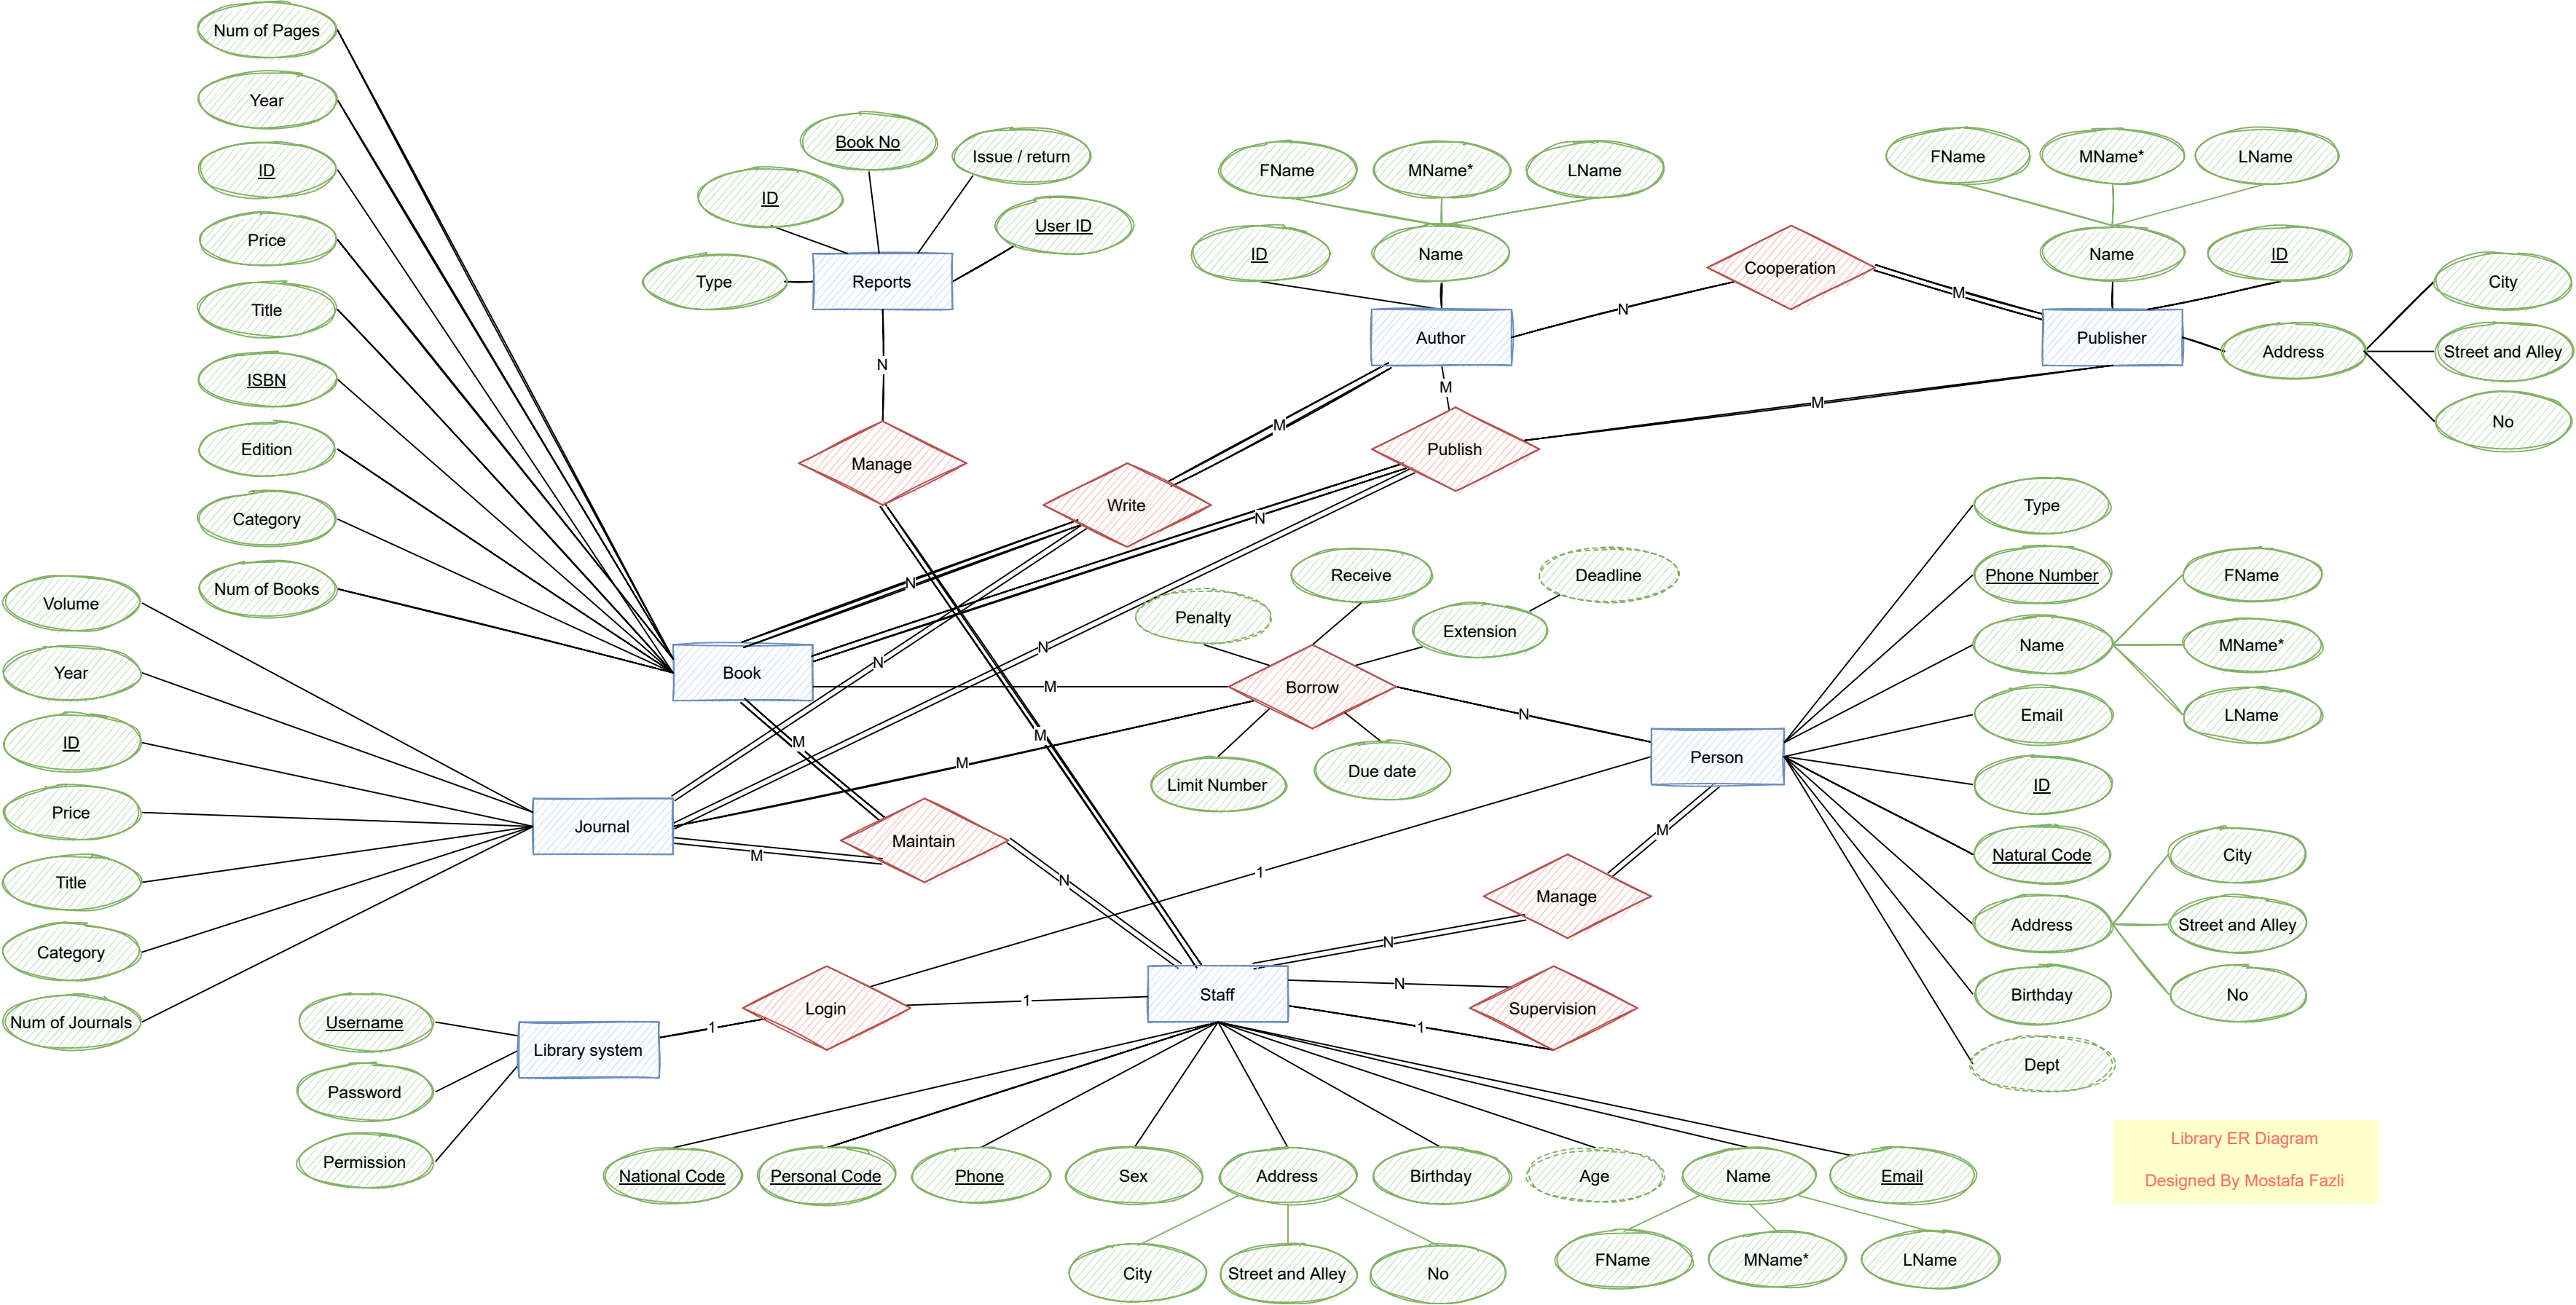 Num of Pages
Year
ID
Price
Title
ISBN
Edition
Category
Num of Books
Book No
Issue / return
ID
User ID
Type
Reports
N
Manage
FName
MName*
LName
ID
Name
Author
N
Cooperation
M
FName
MName*
LName
Name
ID
Publisher
Address
City
Street and Alley
No
M
M
M
Publish
Write
N
N
N
N
Book
Receive
Deadline
Penalty
Extension
Borrow
M
M
N
Limit Number
Due date
Type
Phone Number
Name
FName
MName*
LName
Email
ID
Natural Code
Address
City
Street and Alley
No
Birthday
Dept
Person
Volume
Year
ID
Price
Title
Category
Num of Journals
Journal
M
M
M
Maintain
N
1
M
Manage
N
Username
Password
Permission
Library system
1
Login
1
Staff
N
Supervision
1
National Code
Personal Code
Phone
Sex
Address
Birthday
Age
Name
Email
City
Street and Alley
No
FName
MName*
LName
Library ER Diagram
Designed By Mostafa Fazli